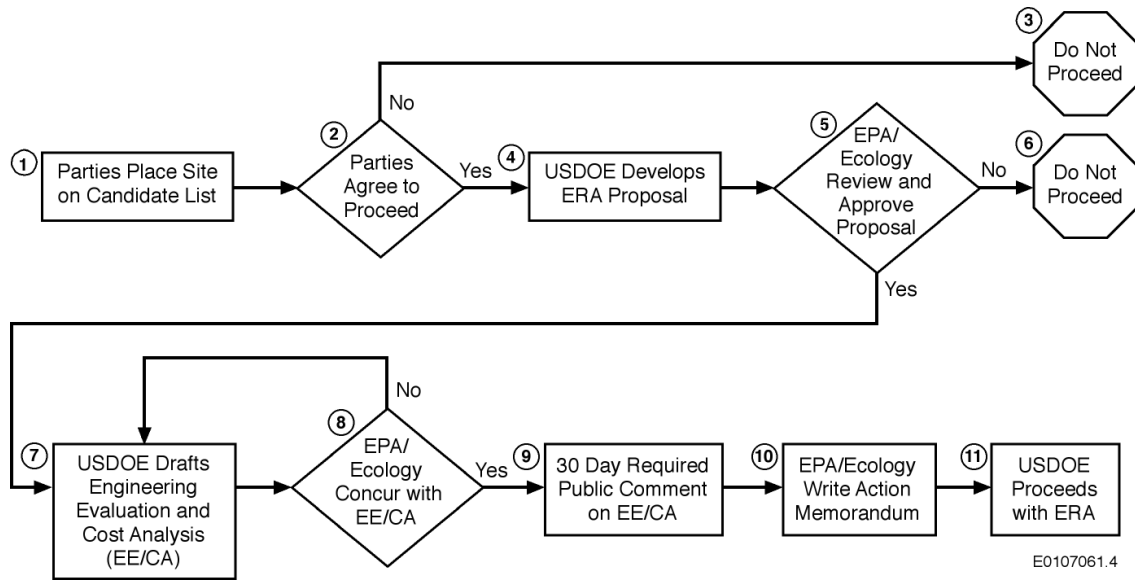 1
Parties Place Site
on Candidate List
2
Parties
Agree to
Proceed
No
Yes
3
Do Not
Proceed
4
USDOE Develops
ERA Proposal
5
EPA/
Ecology
Review and
Approve
Proposal
No
Yes
6
Do Not
Proceed
7
USDOE Drafts
Engineering
Evaluation and
Cost Analysis
(EE/CA)
8
EPA/
Ecology
Concur with
EE/CA
No
Yes
9
30 Day Required
Public Comment
on EE/CA
10
EPA/Ecology
Write Action
Memorandum
11
USDOE
Proceeds
with ERA
E0107061.4